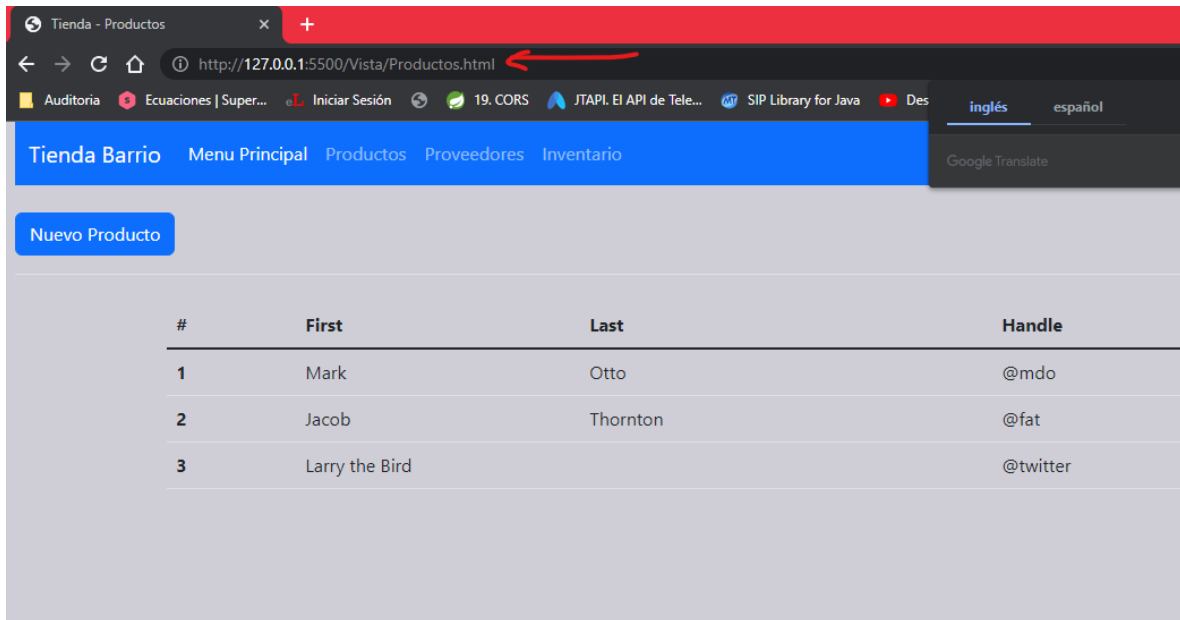 Tienda - Productos
http://127.0.0.1:5500/Vista/Productos.html
Auditoria Ecuaciones | Super... eL Iniciar Sesión 19. CORS JTAPI. El API de Tele... SIP Library for Java Des
inglés español
Google Translate
Tienda Barrio Menu Principal Productos Proveedores Inventario
Nuevo Producto
# First Last Handle
1 Mark Otto @mdo
2 Jacob Thornton @fat
3 Larry the Bird @twitter